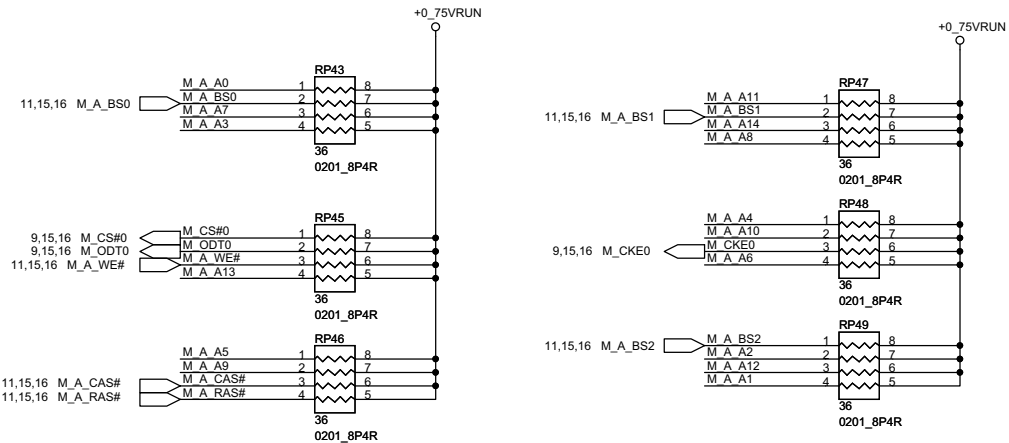 +0_75VRUN
RP43
M_A_A0 1 8
11,15,16 M_A_BS0 M_A_BS0 2 7
M_A_A7 3 6
M_A_A3 4 5
36
0201_8P4R
RP45
9,15,16 M_CS#0 M_CS#0 1 8
9,15,16 M_ODT0 M_ODT0 2 7
11,15,16 M_A_WE# M_A_WE# 3 6
M_A_A13 4 5
36
0201_8P4R
RP46
M_A_A5 1 8
M_A_A9 2 7
11,15,16 M_A_CAS# M_A_CAS# 3 6
11,15,16 M_A_RAS# M_A_RAS# 4 5
36
0201_8P4R
+0_75VRUN
RP47
M_A_A11 1 8
11,15,16 M_A_BS1 M_A_BS1 2 7
M_A_A14 3 6
M_A_A8 4 5
36
0201_8P4R
RP48
M_A_A4 1 8
M_A_A10 2 7
9,15,16 M_CKE0 M_CKE0 3 6
M_A_A6 4 5
36
0201_8P4R
RP49
11,15,16 M_A_BS2 M_A_BS2 1 8
M_A_A2 2 7
M_A_A12 3 6
M_A_A1 4 5
36
0201_8P4R